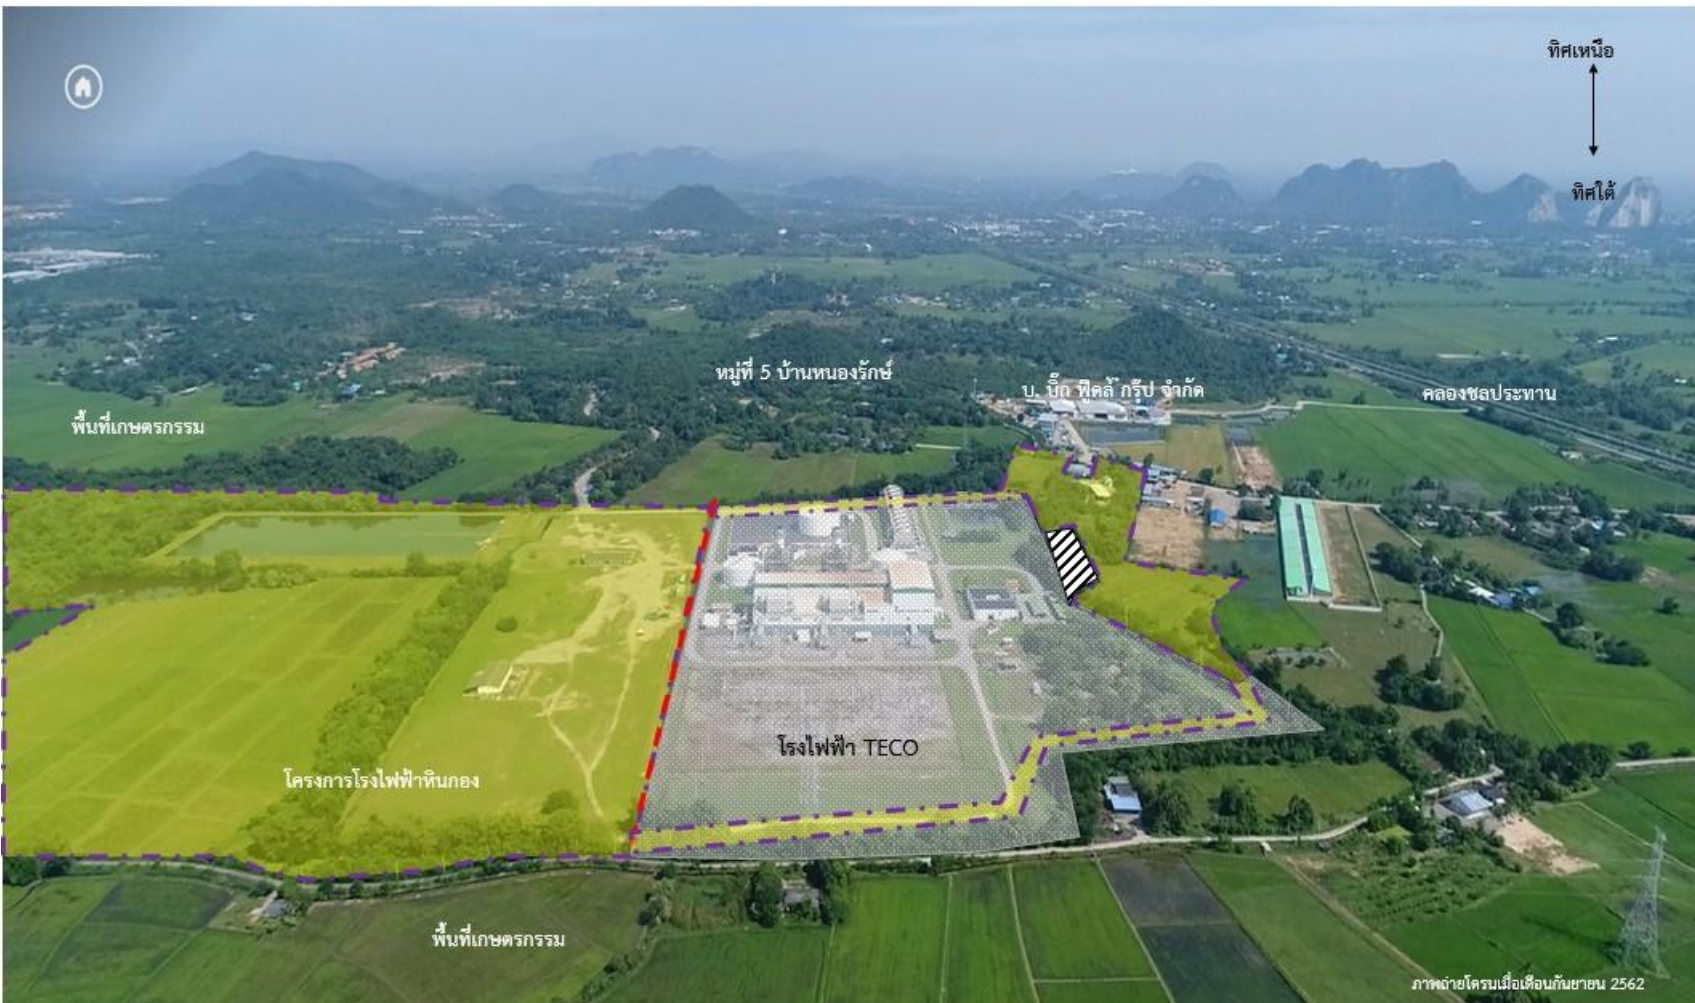 ทิศเหนือ
ทิศใต้
หมู่ที่ 5 บ้านหนองรักษ์
บ. บิ๊ก ฟิดล์ กรุ๊ป จำกัด
คลองชลประทาน
พื้นที่เกษตรกรรม
โรงไฟฟ้า TECO
โครงการโรงไฟฟ้าหินกอง
พื้นที่เกษตรกรรม
ภาพถ่ายโดรนเมื่อเดือนกันยายน 2562